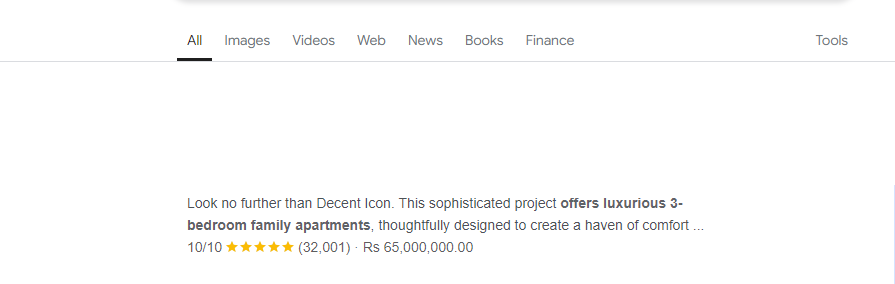 All Images Videos Web News Books Finance Tools
Look no further than Decent Icon. This sophisticated project offers luxurious 3-
bedroom family apartments, thoughtfully designed to create a haven of comfort ...
10/10 ★★★★★ (32,001) · Rs 65,000,000.00